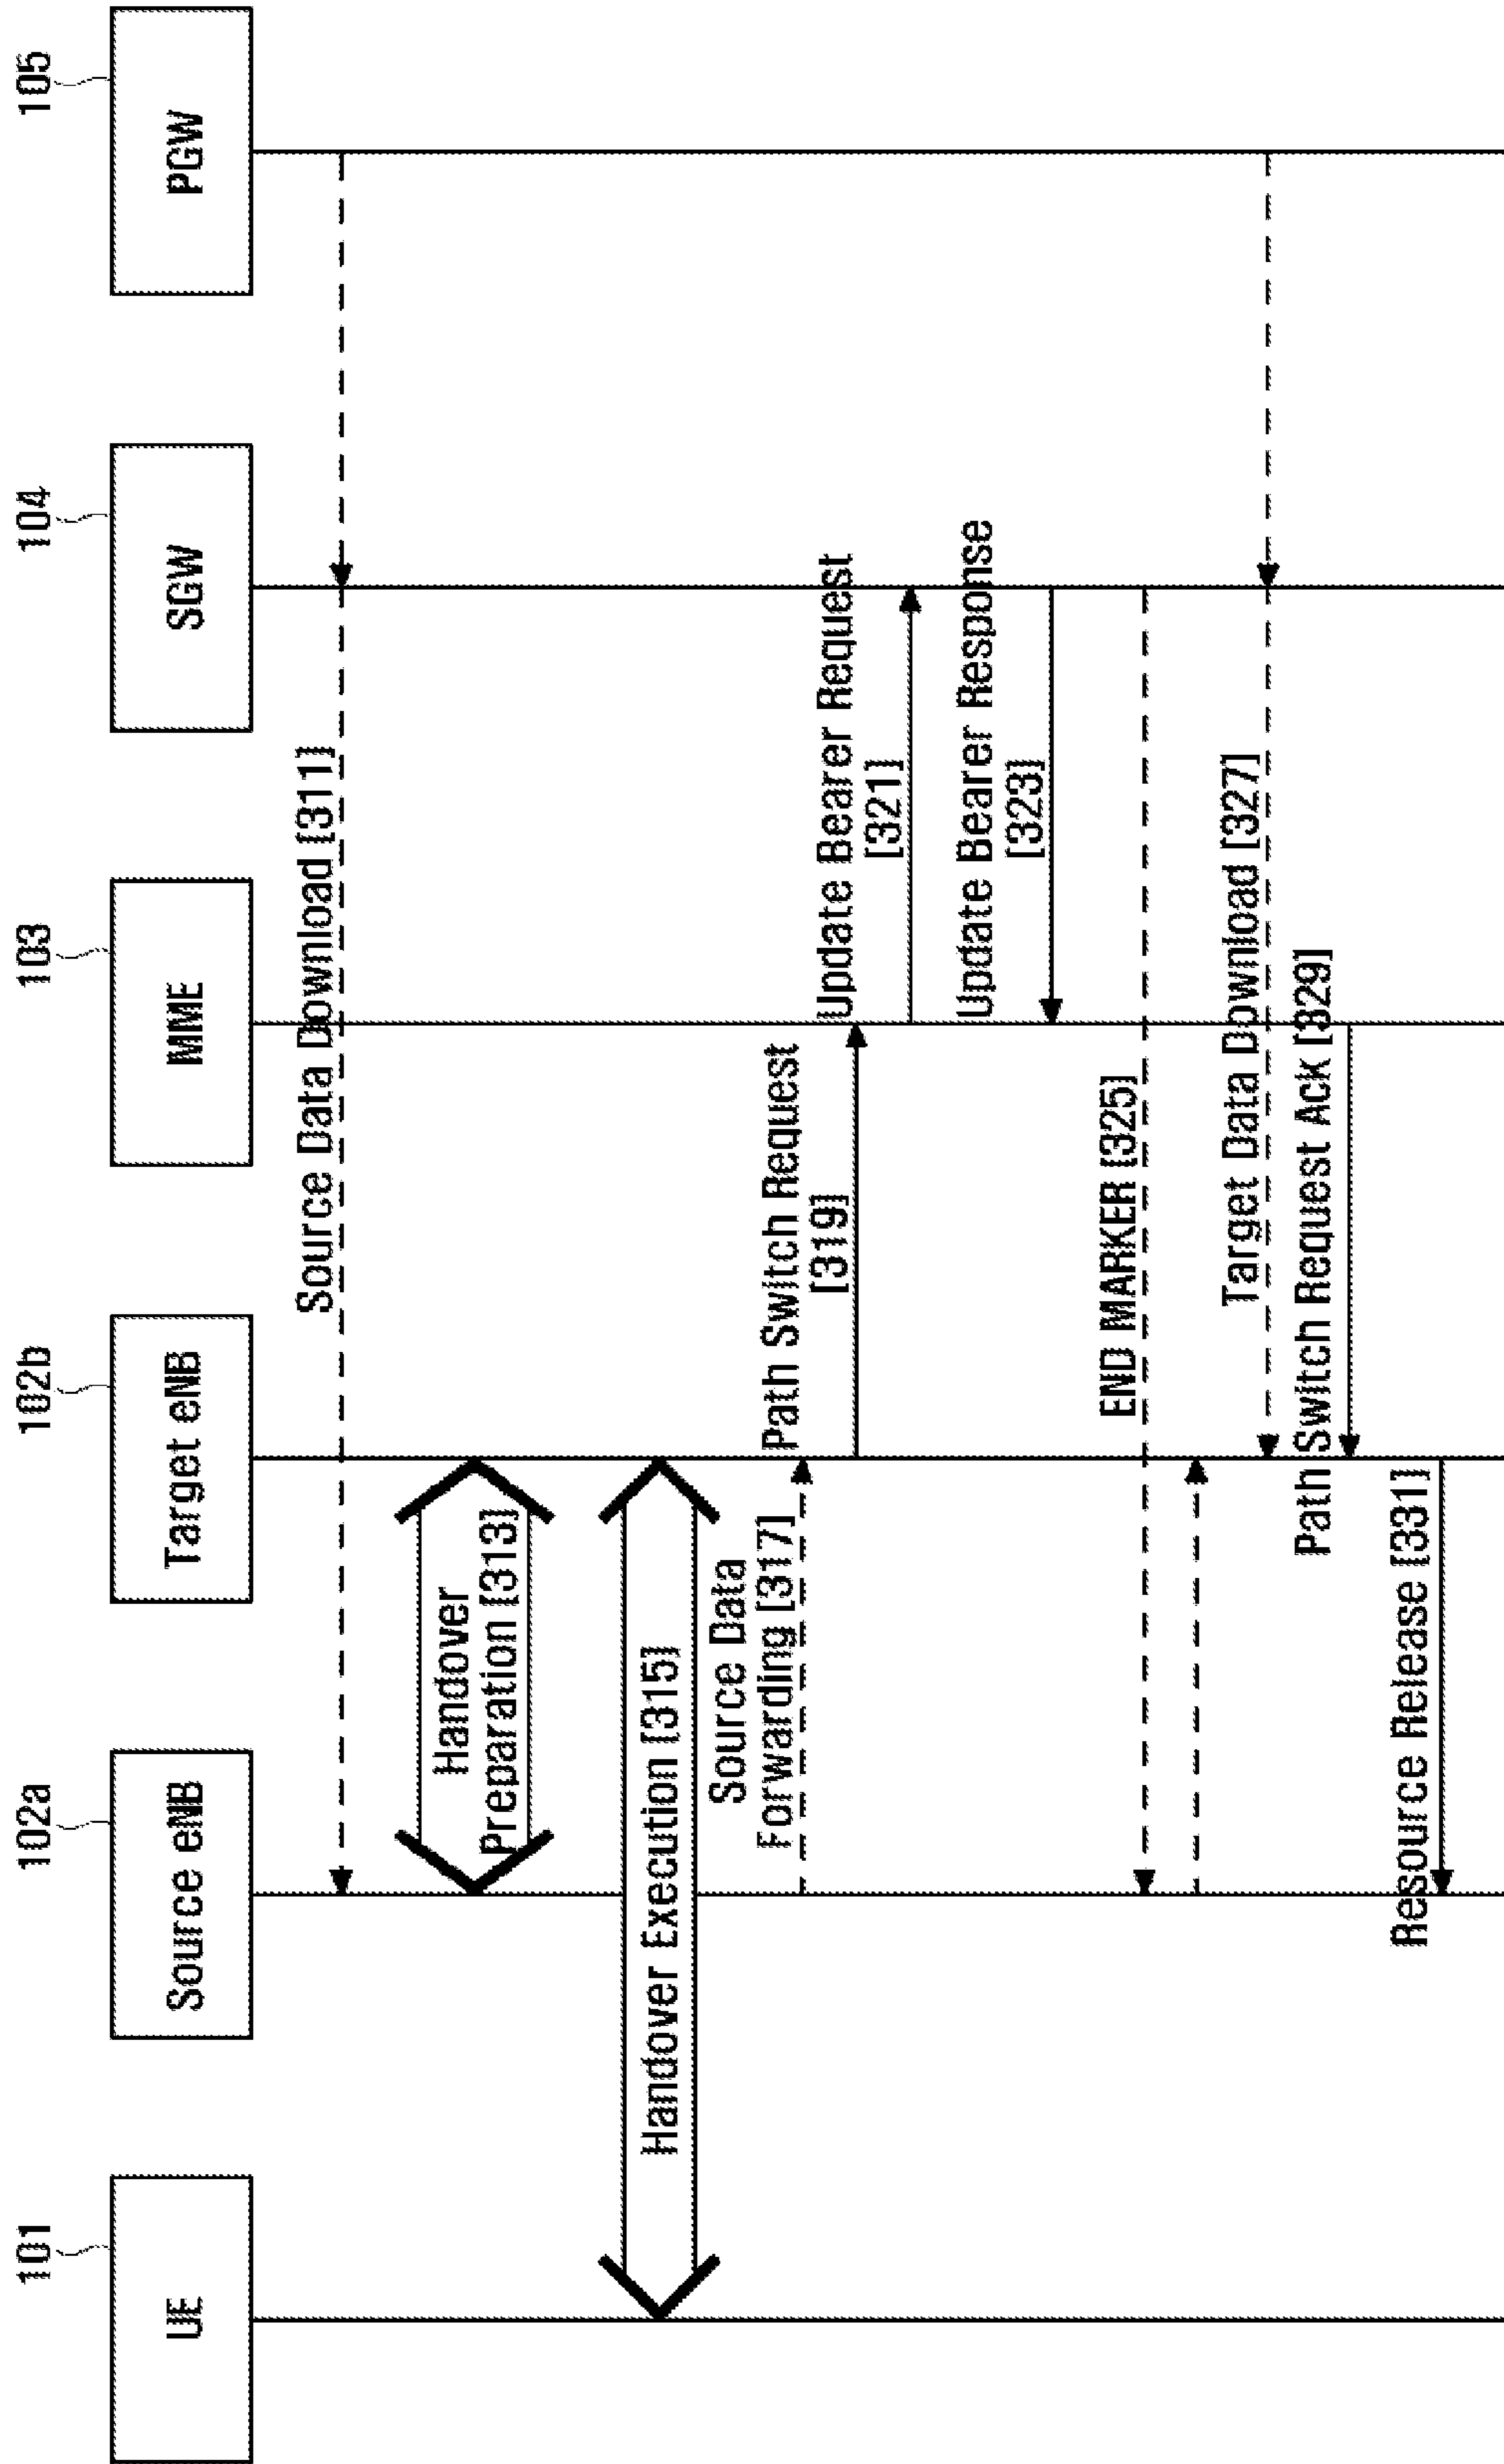 101
102a
102b
103
104
105
UE
Source eNB
Target eNB
MME
SGW
PGW
Source Data Download [311]
Handover
Preparation [313]
Handover Execution [315]
Source Data
Forwarding [317]
Path Switch Request
[319]
Update Bearer Request
[321]
Update Bearer Response
[323]
END MARKER [325]
Target Data Download [327]
Path Switch Request Ack [329]
Resource Release [331]